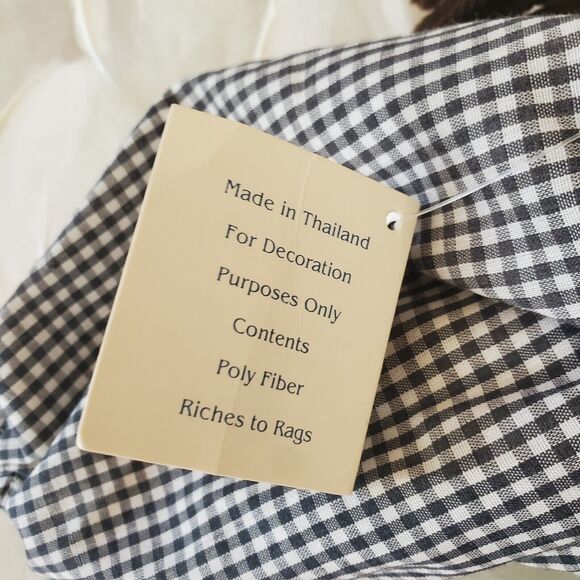 Made in Thailand
For Decoration
Purposes Only
Contents
Poly Fiber
Riches to Rags